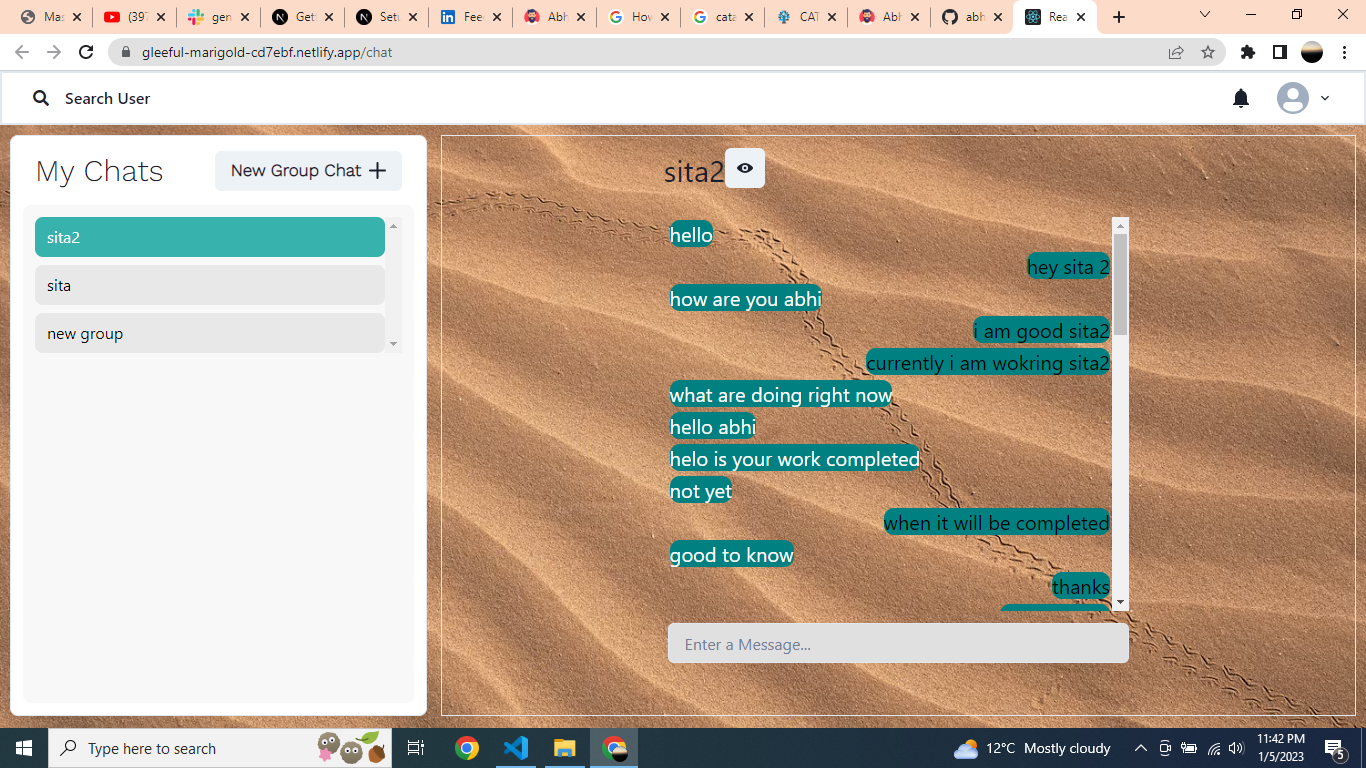 Mas
(397
gen
Get
Setu
Fee
Abh
How
cata
CAT
Abh
abh
Rea
gleeful-marigold-cd7ebf.netlify.app/chat
Search User
My Chats
New Group Chat
sita2
sita
new group
sita2
hello
hey sita 2
how are you abhi
i am good sita2
currently i am wokring sita2
what are doing right now
hello abhi
helo is your work completed
not yet
when it will be completed
good to know
thanks
Enter a Message...
Type here to search
12°C Mostly cloudy
11:42 PM
1/5/2023
5